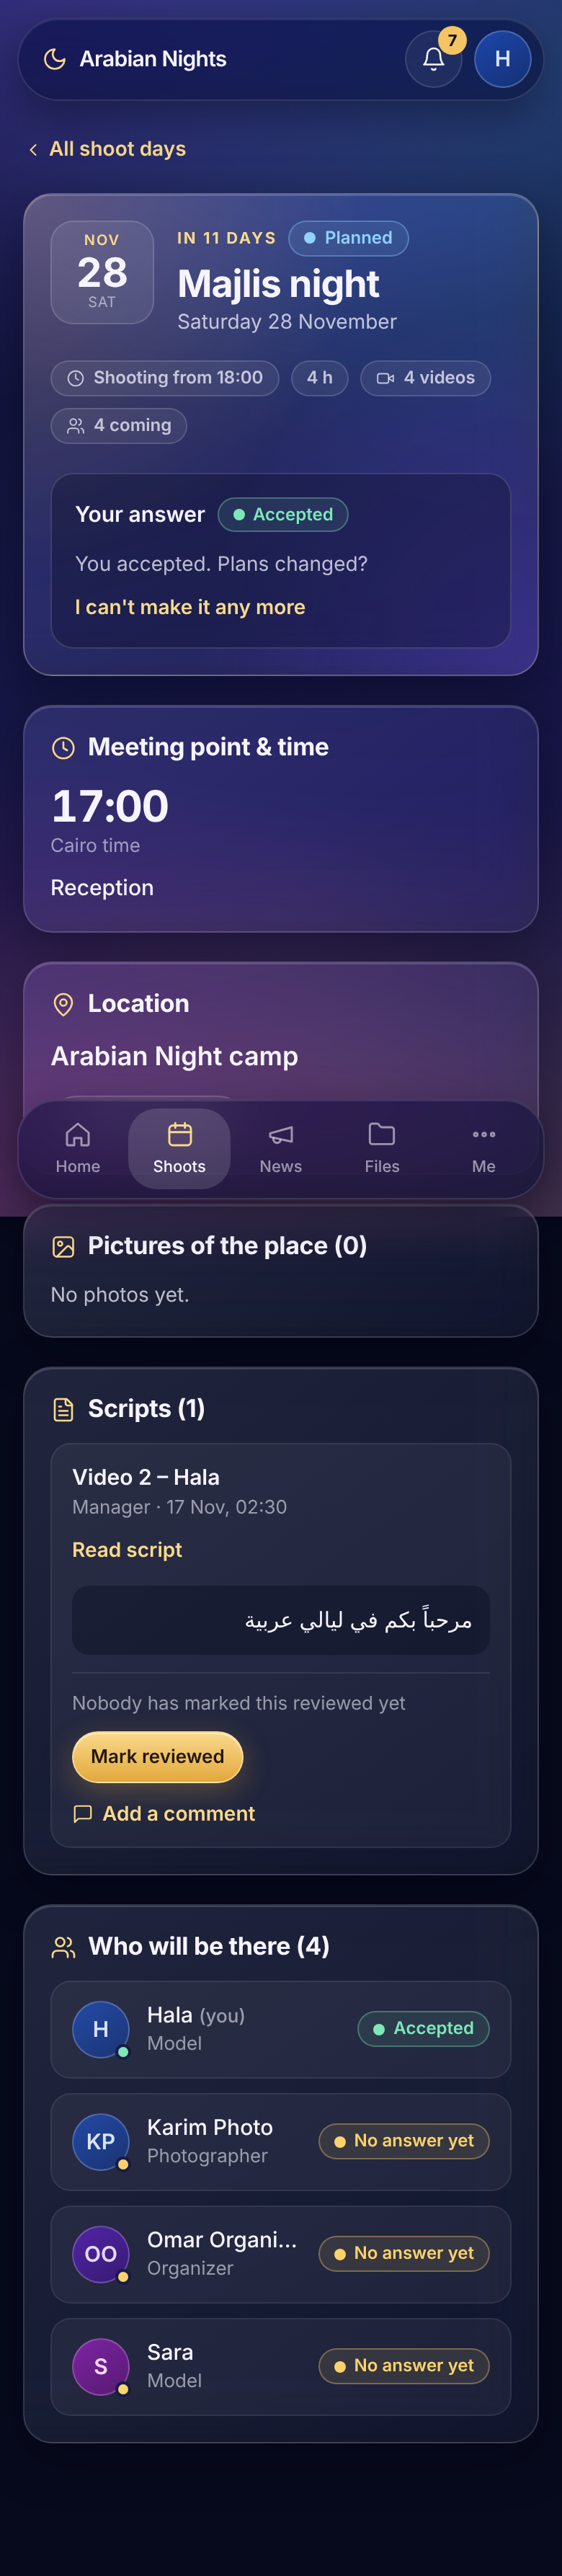 Arabian Nights
7
H
All shoot days
NOV
28
SAT
IN 11 DAYS
Planned
Majlis night
Saturday 28 November
Shooting from 18:00
4 h
4 videos
4 coming
Your answer
Accepted
You accepted. Plans changed?
I can't make it any more
Meeting point & time
17:00
Cairo time
Reception
Location
Arabian Night camp
Home
Shoots
News
Files
Me
Pictures of the place (0)
No photos yet.
Scripts (1)
Video 2 – Hala
Manager · 17 Nov, 02:30
Read script
مرحباً بكم في ليالي عربية
Nobody has marked this reviewed yet
Mark reviewed
Add a comment
Who will be there (4)
H
Hala (you)
Model
Accepted
KP
Karim Photo
Photographer
No answer yet
OO
Omar Organi...
Organizer
No answer yet
S
Sara
Model
No answer yet